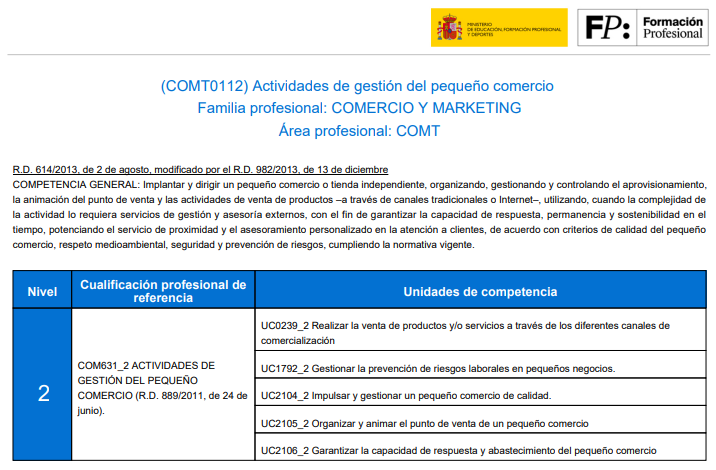 MINISTERIO
DE EDUCACIÓN, FORMACIÓN PROFESIONAL
Y DEPORTES
FP:
Formación
Profesional
(COMT0112) Actividades de gestión del pequeño comercio
Familia profesional: COMERCIO Y MARKETING
Área profesional: COMT
R.D. 614/2013, de 2 de agosto, modificado por el R.D. 982/2013, de 13 de diciembre
COMPETENCIA GENERAL: Implantar y dirigir un pequeño comercio o tienda independiente, organizando, gestionando y controlando el aprovisionamiento,
la animación del punto de venta y las actividades de venta de productos –a través de canales tradicionales o Internet–, utilizando, cuando la complejidad de
la actividad lo requiera servicios de gestión y asesoría externos, con el fin de garantizar la capacidad de respuesta, permanencia y sostenibilidad en el
tiempo, potenciando el servicio de proximidad y el asesoramiento personalizado en la atención a clientes, de acuerdo con criterios de calidad del pequeño
comercio, respeto medioambiental, seguridad y prevención de riesgos, cumpliendo la normativa vigente.
Nivel
Cualificación profesional de
referencia
Unidades de competencia
2
COM631_2 ACTIVIDADES DE
GESTIÓN DEL PEQUEÑO
COMERCIO (R.D. 889/2011, de 24 de
junio).
UC0239_2 Realizar la venta de productos y/o servicios a través de los diferentes canales de
comercialización
UC1792_2 Gestionar la prevención de riesgos laborales en pequeños negocios.
UC2104_2 Impulsar y gestionar un pequeño comercio de calidad.
UC2105_2 Organizar y animar el punto de venta de un pequeño comercio
UC2106_2 Garantizar la capacidad de respuesta y abastecimiento del pequeño comercio